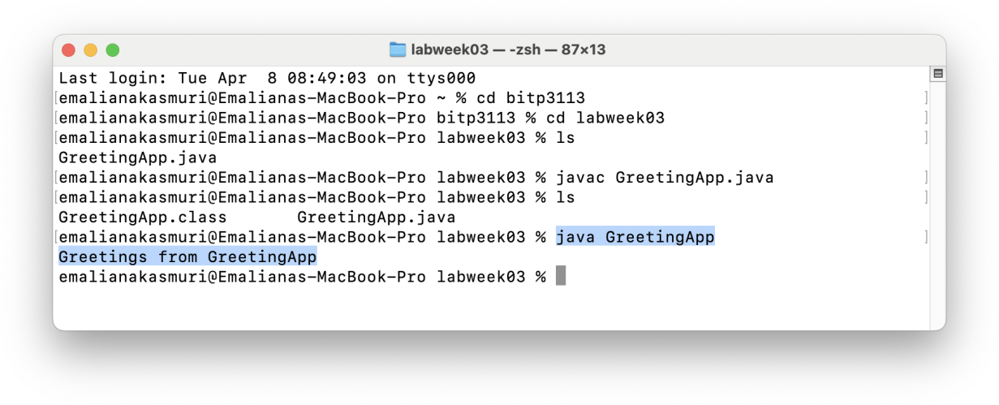 labweek03 — -zsh — 87×13
Last login: Tue Apr  8 08:49:03 on ttys000
[emalianakasmuri@Emalianas-MacBook-Pro ~ % cd bitp3113 ]
[emalianakasmuri@Emalianas-MacBook-Pro bitp3113 % cd labweek03 ]
[emalianakasmuri@Emalianas-MacBook-Pro labweek03 % ls ]
GreetingApp.java
[emalianakasmuri@Emalianas-MacBook-Pro labweek03 % javac GreetingApp.java ]
[emalianakasmuri@Emalianas-MacBook-Pro labweek03 % ls ]
GreetingApp.class       GreetingApp.java
[emalianakasmuri@Emalianas-MacBook-Pro labweek03 % java GreetingApp ]
Greetings from GreetingApp
emalianakasmuri@Emalianas-MacBook-Pro labweek03 %